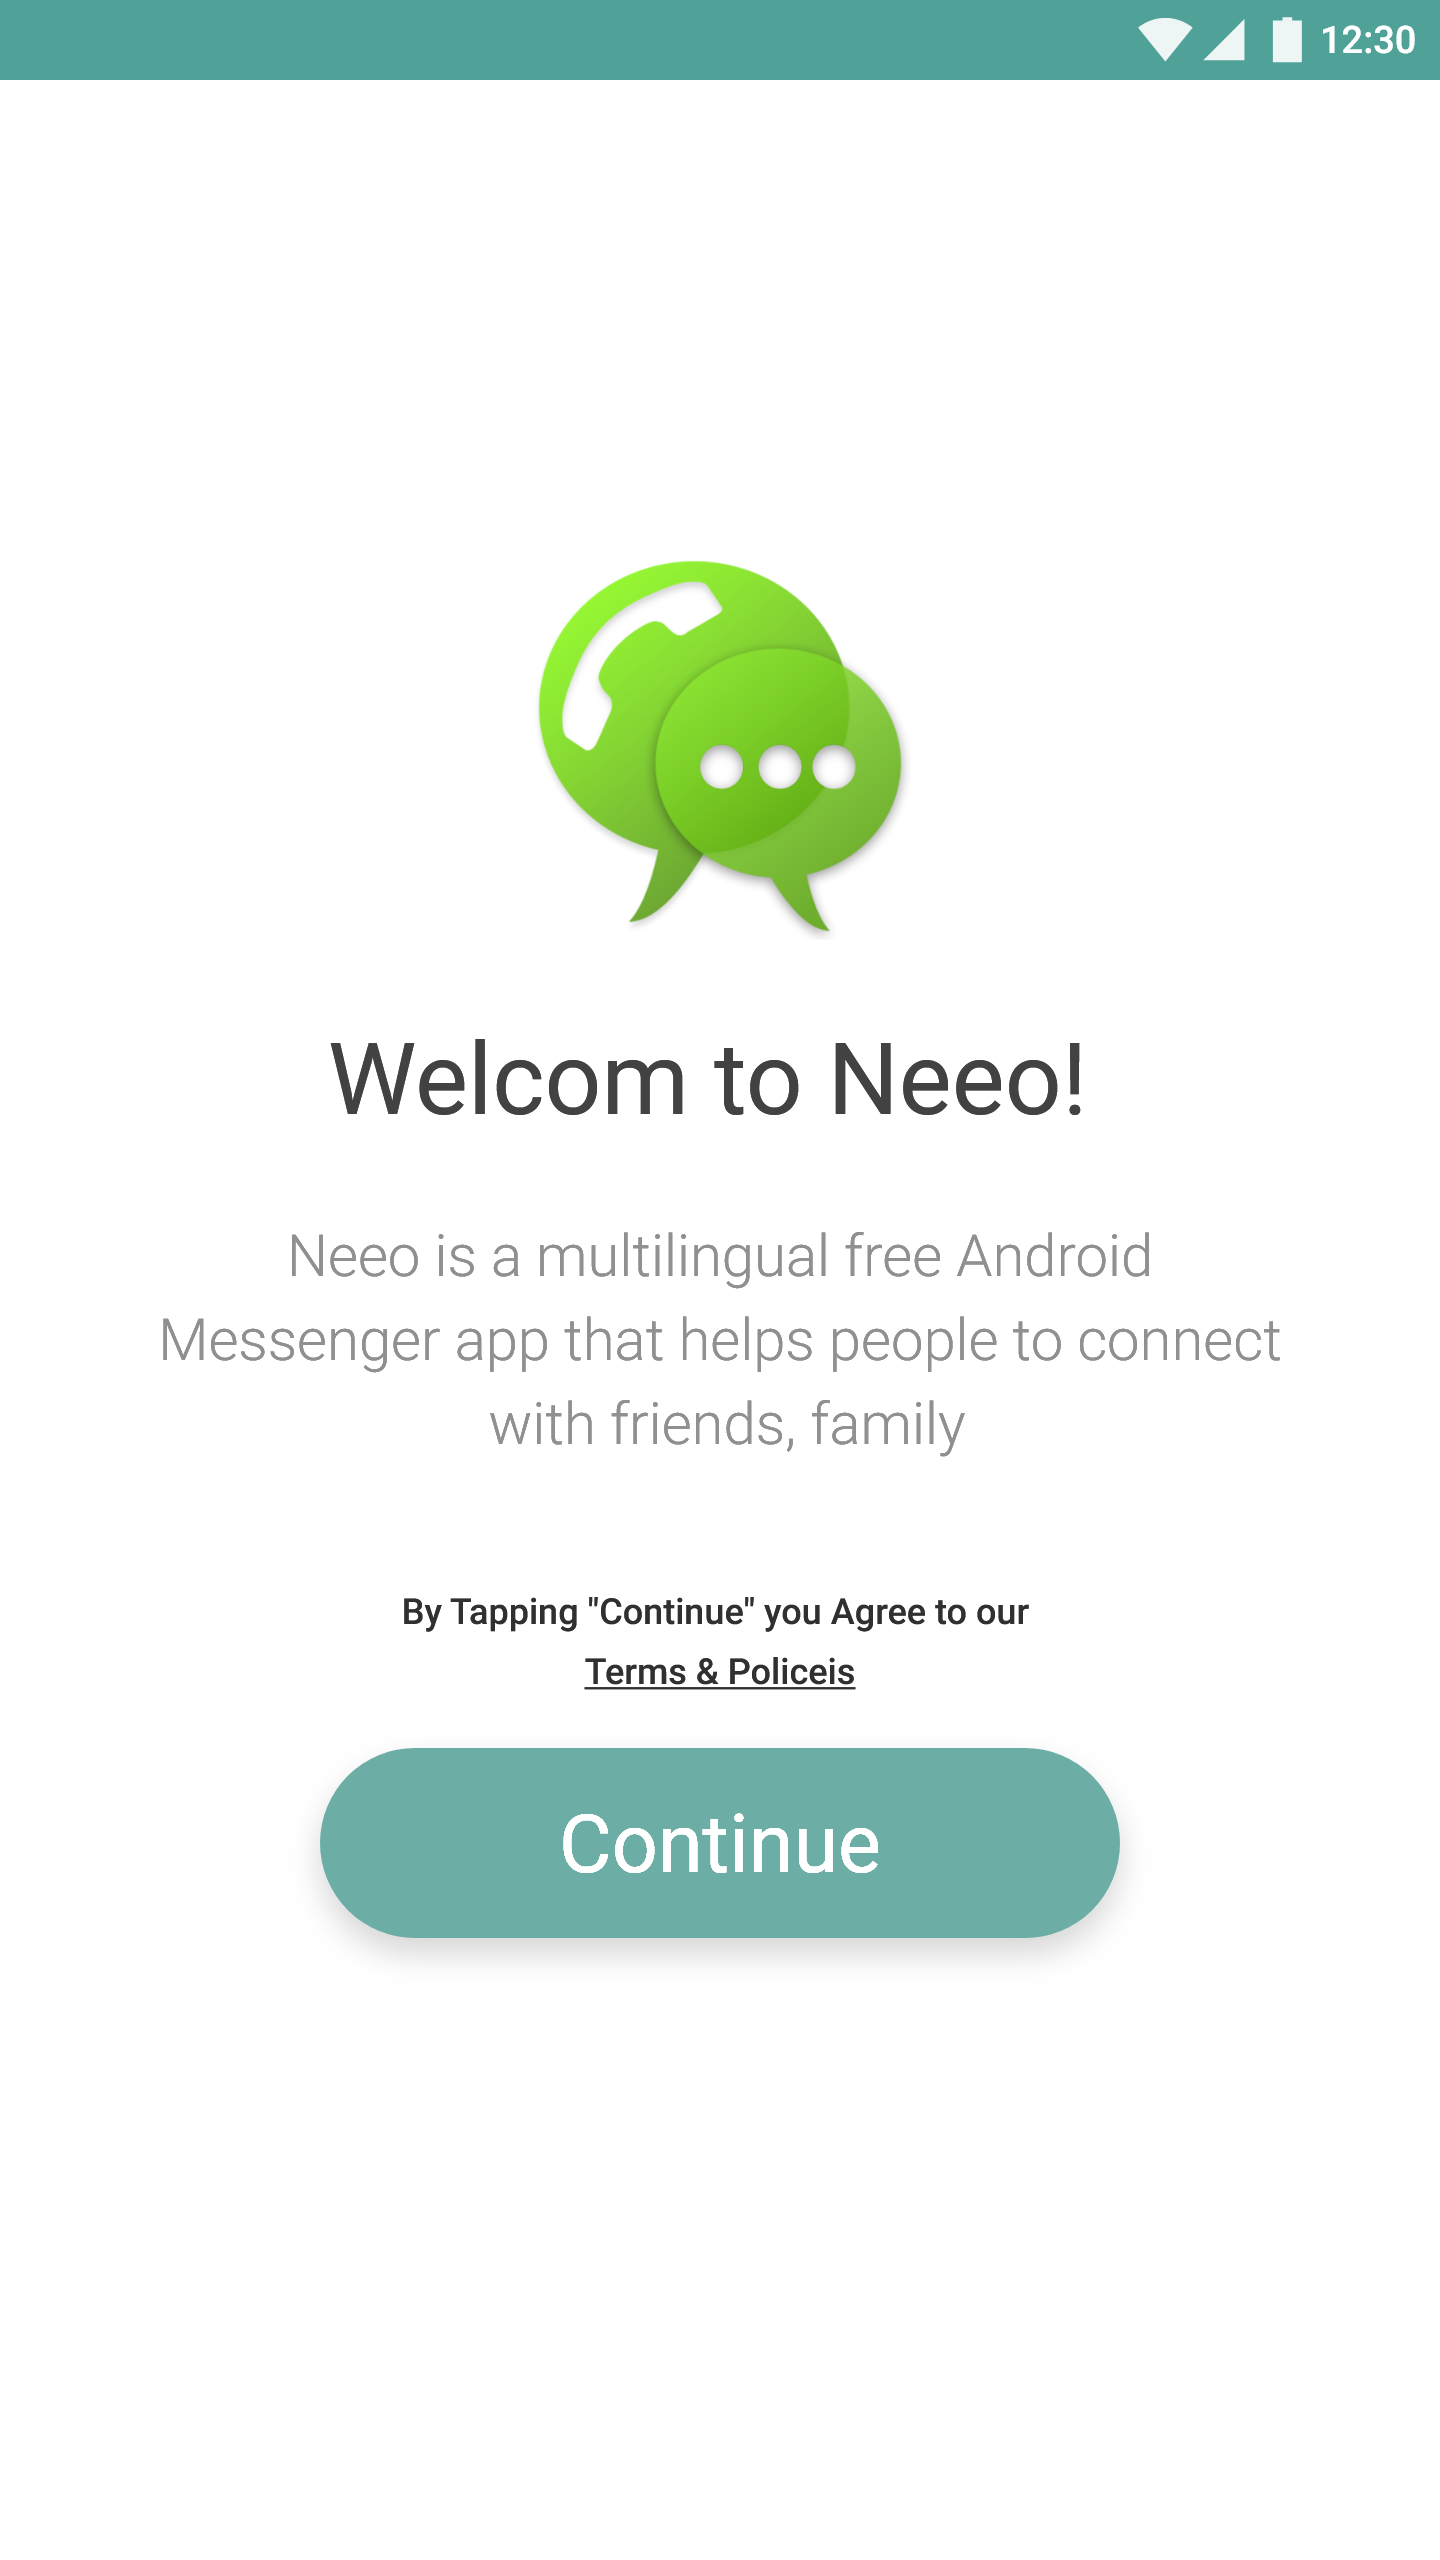 12:30
Welcom to Neeo!
Neeo is a multilingual free Android
Messenger app that helps people to connect
with friends, family
By Tapping "Continue" you Agree to our
Terms & Policeis
Continue